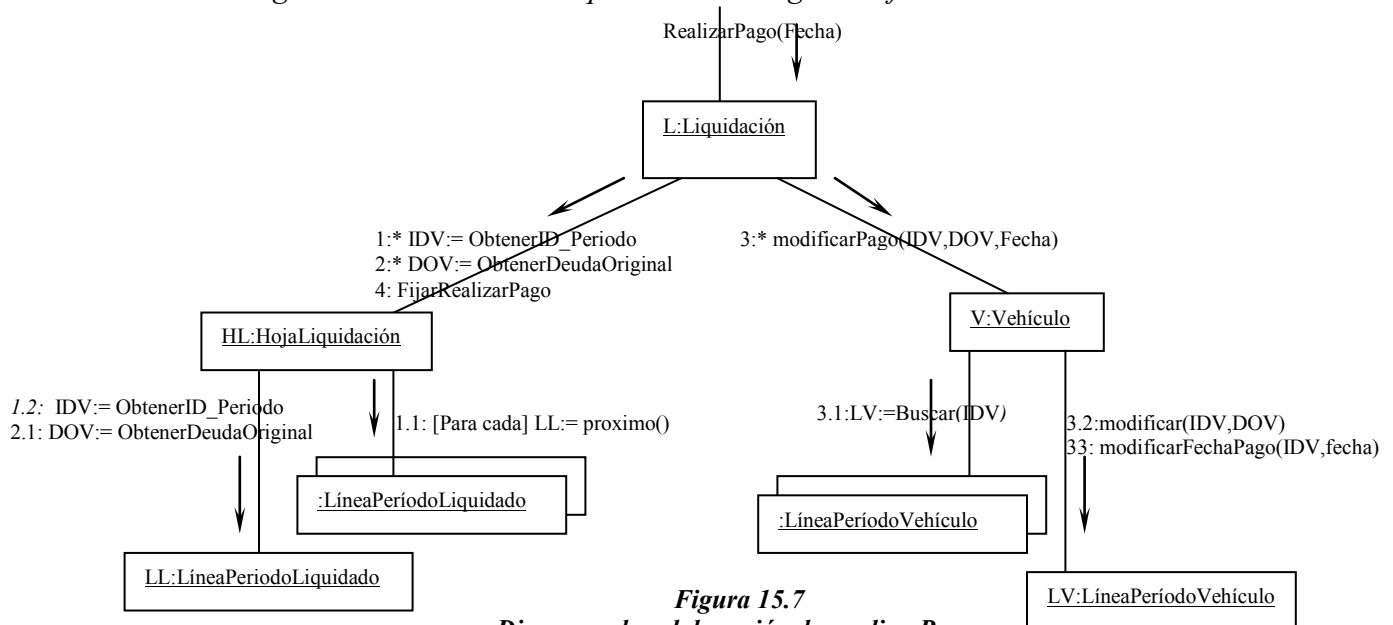 RealizarPago(Fecha)
L:Liquidación
1:* IDV:= ObtenerID_Periodo
2:* DOV:= ObtenerDeudaOriginal
4: FijarRealizarPago
3:* modificarPago(IDV,DOV,Fecha)
HL:HojaLiquidación
V:Vehículo
1.2: IDV:= ObtenerID_Periodo
2.1: DOV:= ObtenerDeudaOriginal
1.1: [Para cada] LL:= proximo()
3.1:LV:=Buscar(IDV)
3.2:modificar(IDV,DOV)
33: modificarFechaPago(IDV,fecha)
:LíneaPeríodoLiquidado
:LíneaPeríodoVehículo
LL:LíneaPeriodoLiquidado
LV:LíneaPeríodoVehículo
Figura 15.7